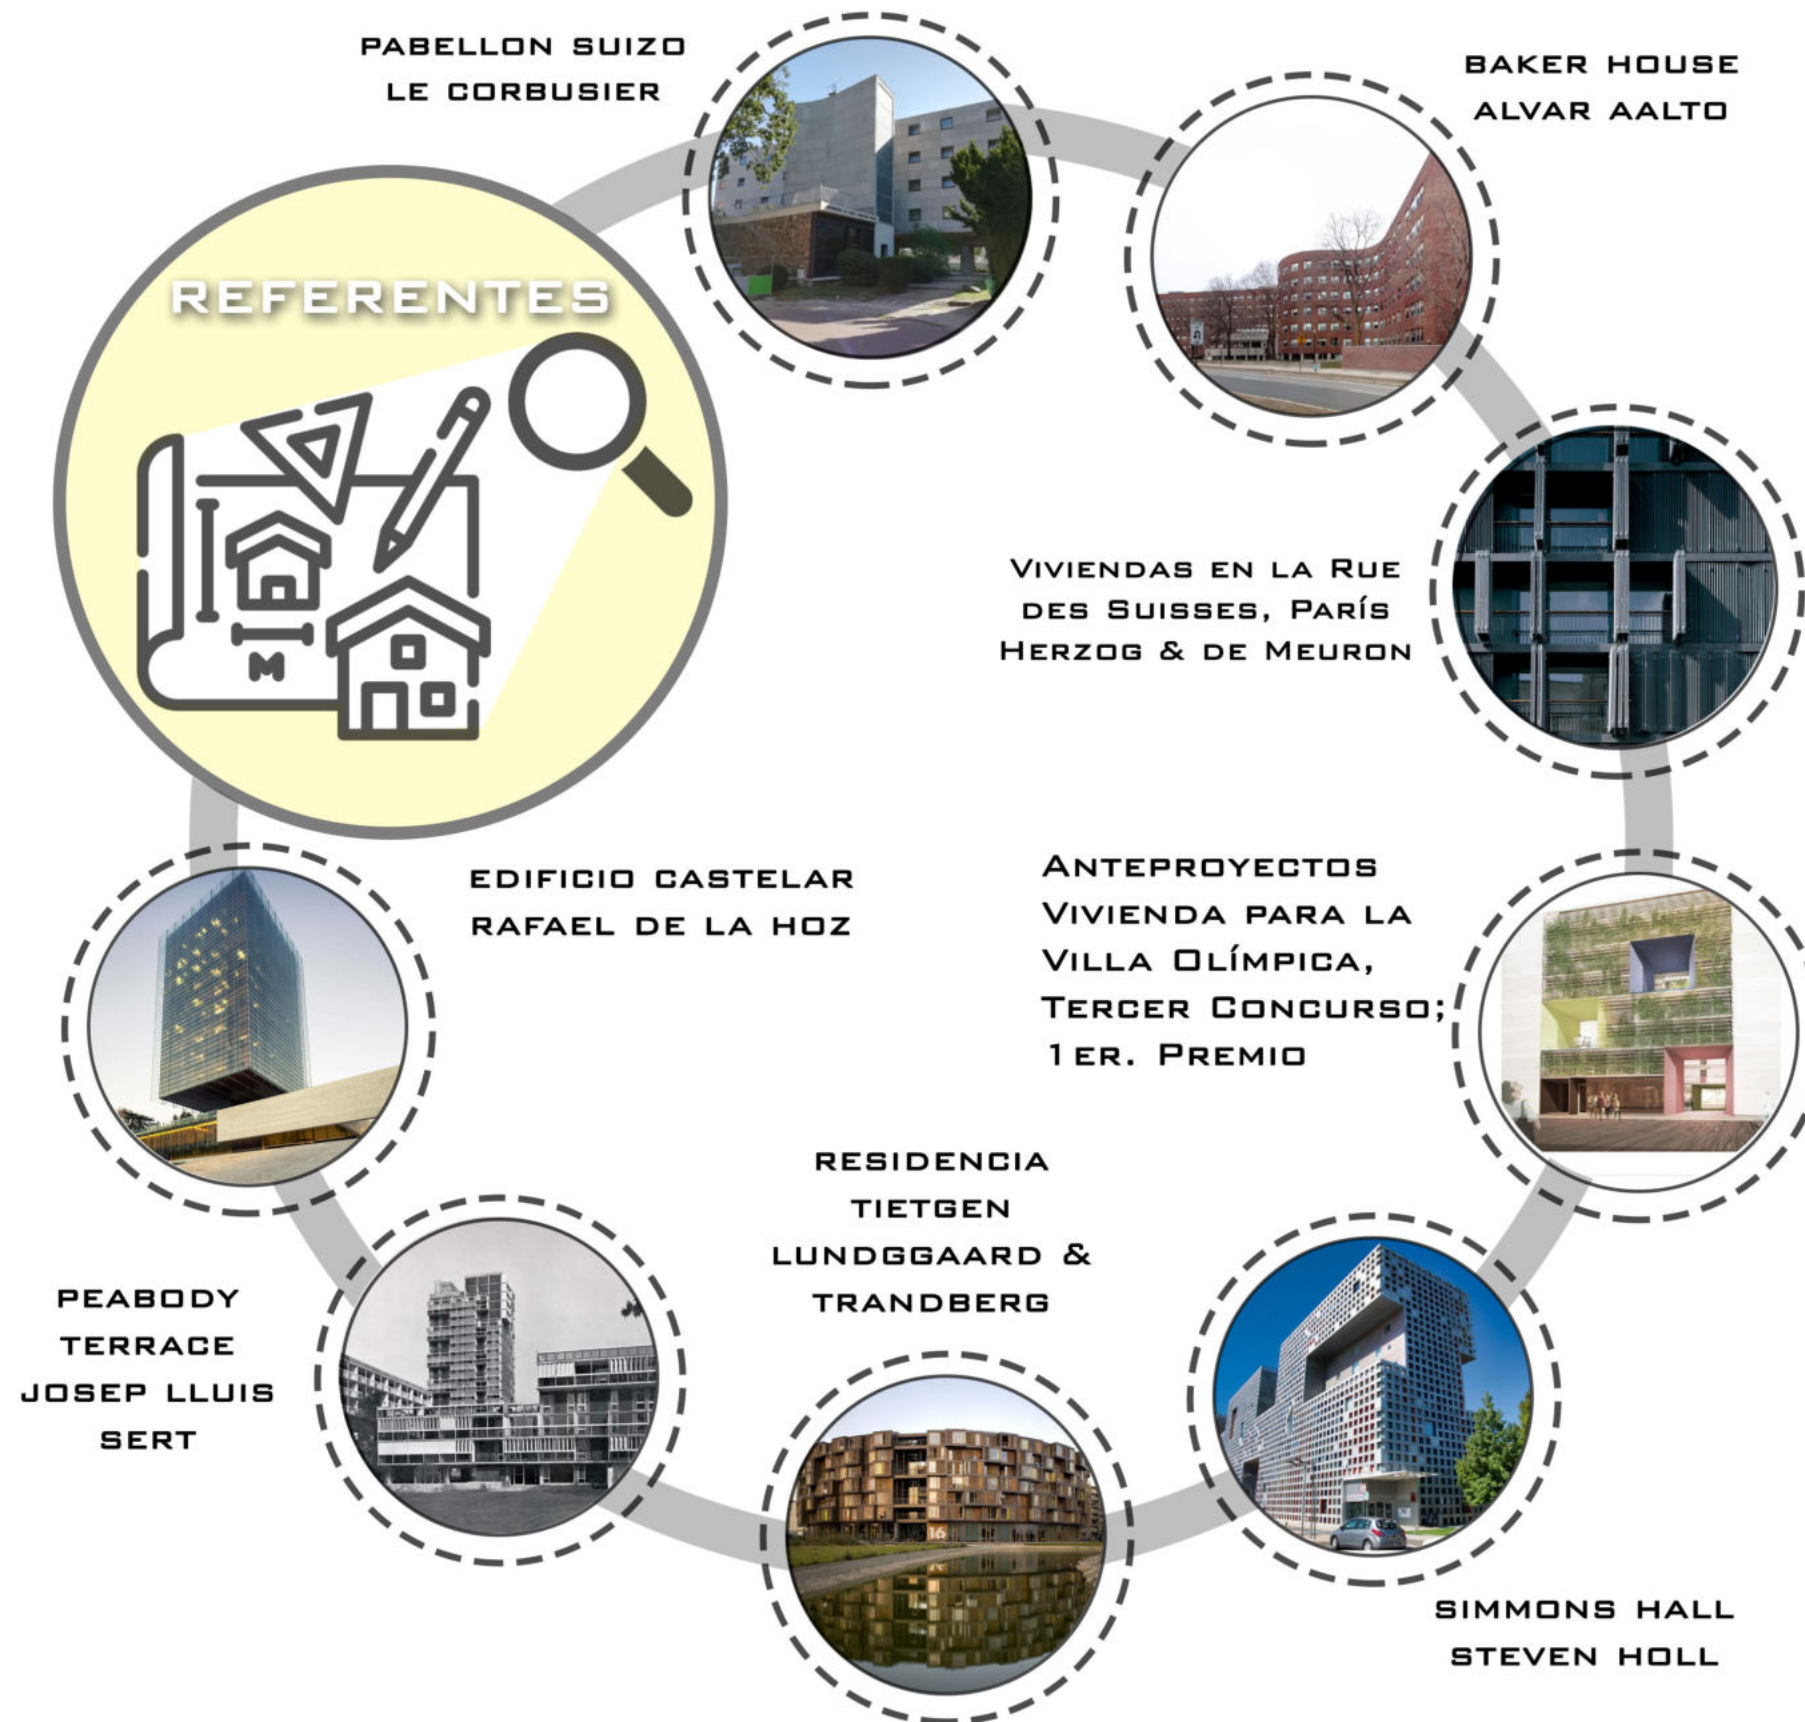 PABELLON SUIZO
LE CORBUSIER
BAKER HOUSE
ALVAR AALTO
REFERENTES
M
VIVIENDAS EN LA RUE
DES SUISSES, PARÍS
HERZOG & DE MEURON
EDIFICIO CASTELAR
RAFAEL DE LA HOZ
ANTEPROYECTOS
VIVIENDA PARA LA
VILLA OLÍMPICA,
TERCER CONCURSO;
1ER. PREMIO
RESIDENCIA
TIETGEN
LUNDGGAARD &
TRANDBERG
16
PEABODY
TERRACE
JOSEP LLUIS
SERT
SIMMONS HALL
STEVEN HOLL